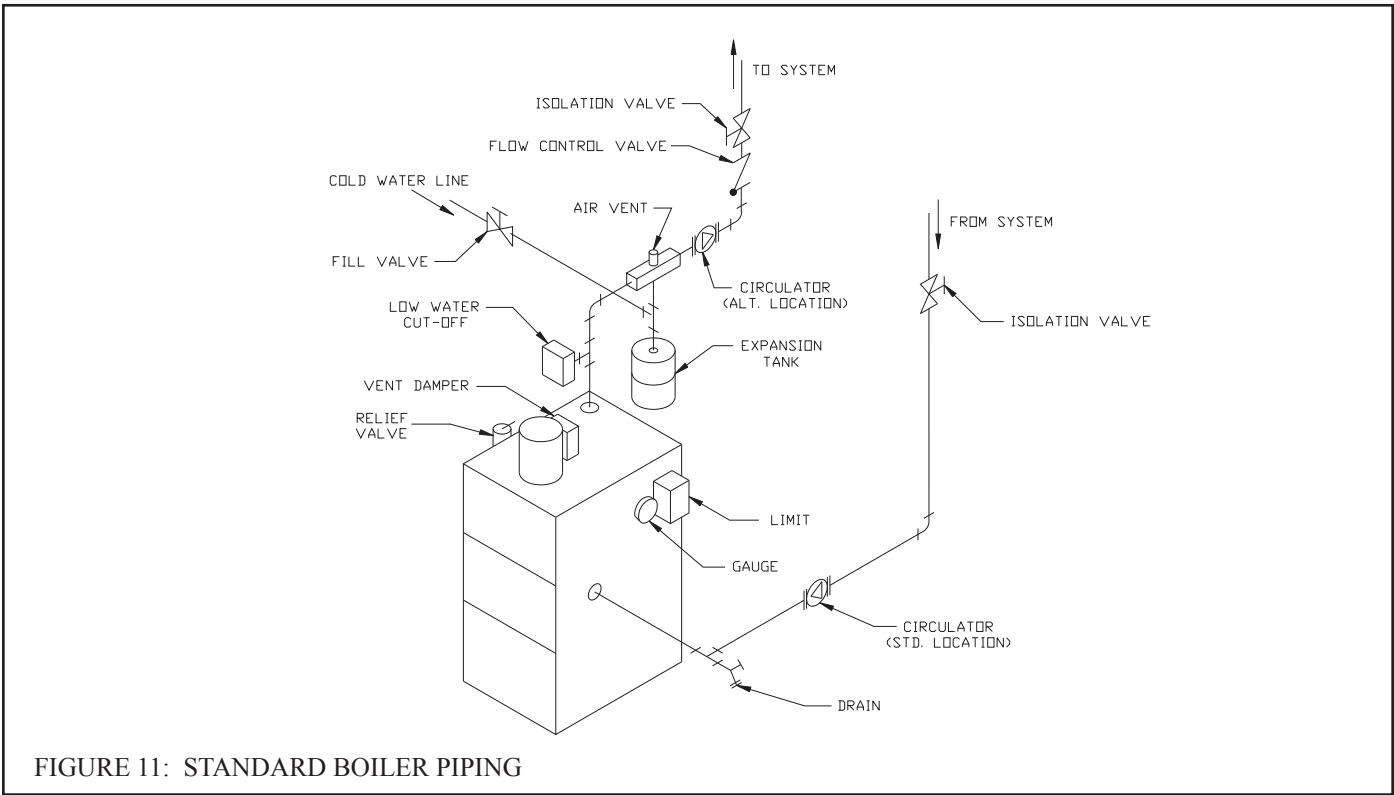 TO SYSTEM
ISOLATION VALVE
FLOW CONTROL VALVE
COLD WATER LINE
AIR VENT
FROM SYSTEM
FILL VALVE
CIRCULATOR
(ALT. LOCATION)
LOW WATER
CUT-OFF
ISOLATION VALVE
EXPANSION
TANK
VENT DAMPER
RELIEF
VALVE
LIMIT
GAUGE
CIRCULATOR
(STD. LOCATION)
DRAIN
FIGURE 11: STANDARD BOILER PIPING